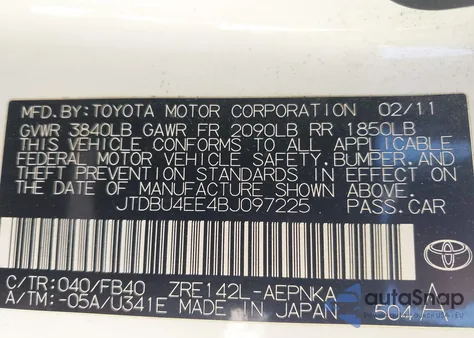 MFD.BY:TOYOTA MOTOR CORPORATION 02/11
GVWR 3840LB GAWR FR 2090LB RR 1850LB
THIS VEHICLE CONFORMS TO ALL APPLICABLE
FEDERAL MOTOR VEHICLE SAFETY,BUMPER,AND
THEFT PREVENTION STANDARDS IN EFFECT ON
THE DATE OF MANUFACTURE SHOWN ABOVE.
JTDBU4EE4BJ097225 PASS.CAR
TOYOTA
C/TR:040/FB40 ZRE142L-AEPNKA A
A/TM:-05A/U341E MADE IN JAPAN 504
autoSnap